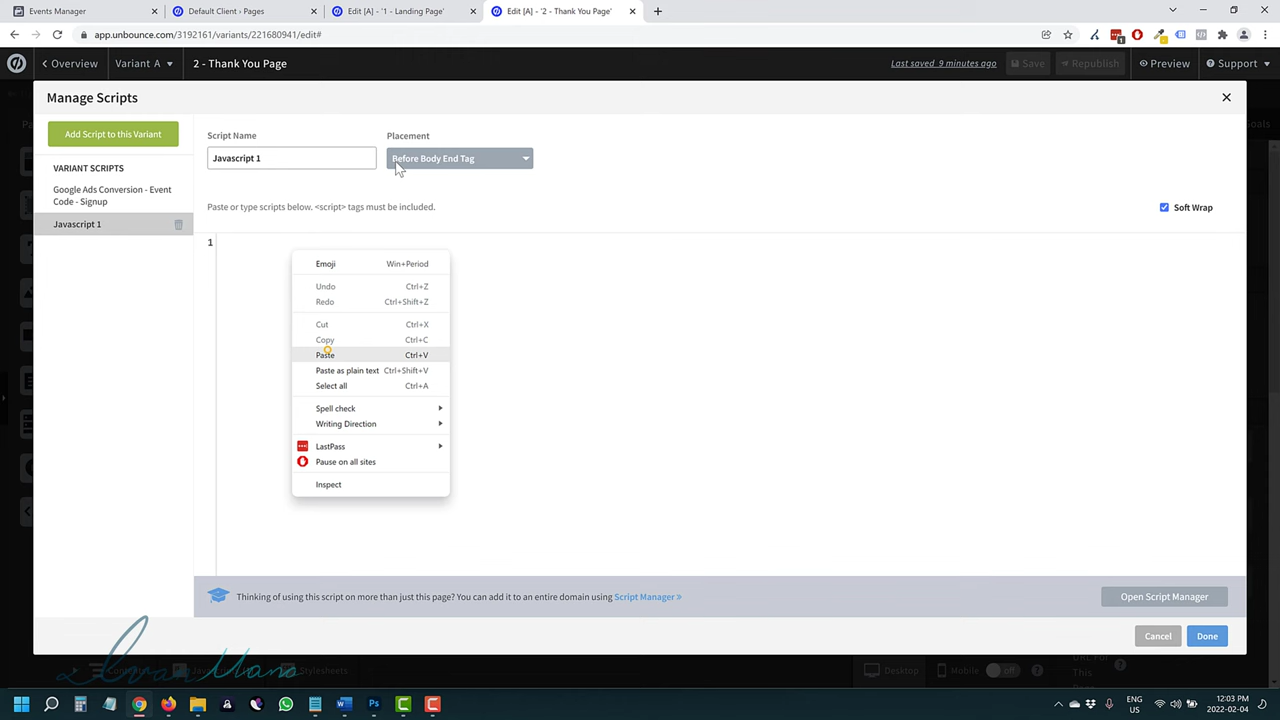 Events Manager
Default Client › Pages
Edit [A] - '1 - Landing Page'
Edit [A] - '2 - Thank You Page'
app.unbounce.com/3192161/variants/221680941/edit#
Overview
Variant A
2 - Thank You Page
Last saved 9 minutes ago
Save
Republish
Preview
Support
Manage Scripts
Add Script to this Variant
VARIANT SCRIPTS
Google Ads Conversion - Event
Code - Signup
Javascript 1
Script Name
Javascript 1
Placement
Before Body End Tag
Paste or type scripts below. <script> tags must be included.
Soft Wrap
1
Emoji Win+Period
Undo Ctrl+Z
Redo Ctrl+Shift+Z
Cut Ctrl+X
Copy Ctrl+C
Paste Ctrl+V
Paste as plain text Ctrl+Shift+V
Select all Ctrl+A
Spell check
Writing Direction
LastPass
Pause on all sites
Inspect
Thinking of using this script on more than just this page? You can add it to an entire domain using Script Manager »
Open Script Manager
Cancel
Done
Ivan Mana
Stylesheets
Desktop
Mobile
off
URL For
This
ENG
US
12:03 PM
2022-02-04